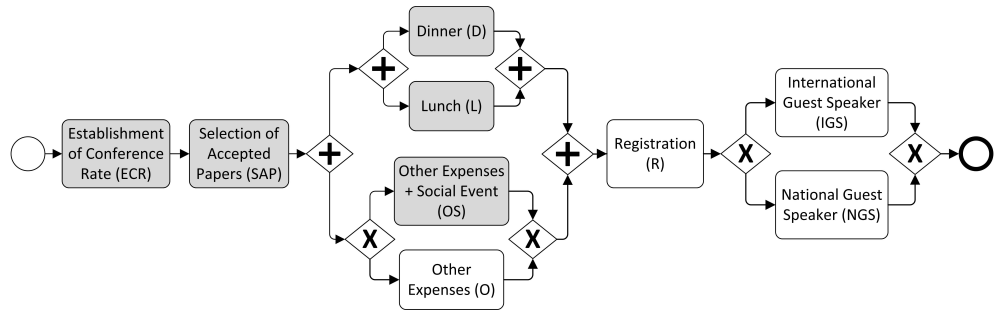 Establishment
of Conference
Rate (ECR)
Selection of
Accepted
Papers (SAP)
Dinner (D)
Lunch (L)
Other Expenses
+ Social Event
(OS)
Other
Expenses (O)
Registration
(R)
International
Guest Speaker
(IGS)
National Guest
Speaker (NGS)